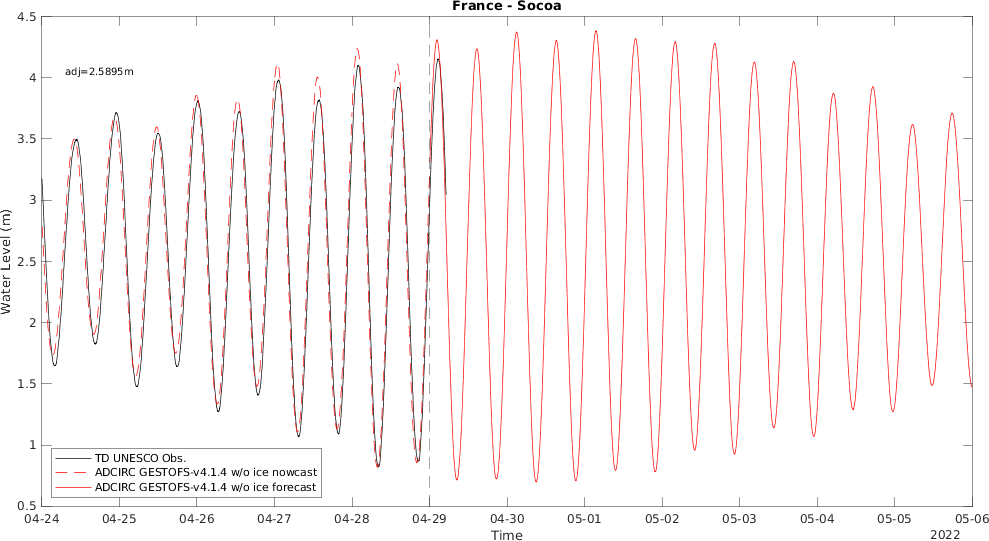 France - Socoa
4.5
4
3.5
3
2.5
2
1.5
1
0.5
Water Level (m)
adj=2.5895m
TD UNESCO Obs.
ADCIRC GESTOFS-v4.1.4 w/o ice nowcast
ADCIRC GESTOFS-v4.1.4 w/o ice forecast
04-24 04-25 04-26 04-27 04-28 04-29 04-30 05-01 05-02 05-03 05-04 05-05 05-06
Time
2022